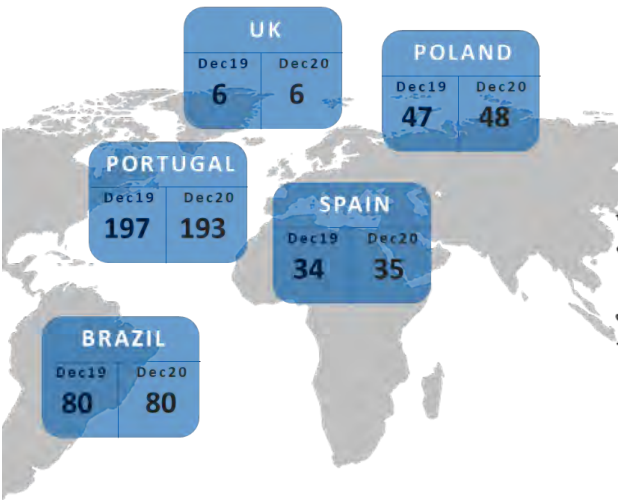 UK
Dec19 Dec20
6 6
POLAND
Dec19 Dec20
47 48
PORTUGAL
Dec19 Dec20
197 193
SPAIN
Dec19 Dec20
34 35
BRAZIL
Dec19 Dec20
80 80